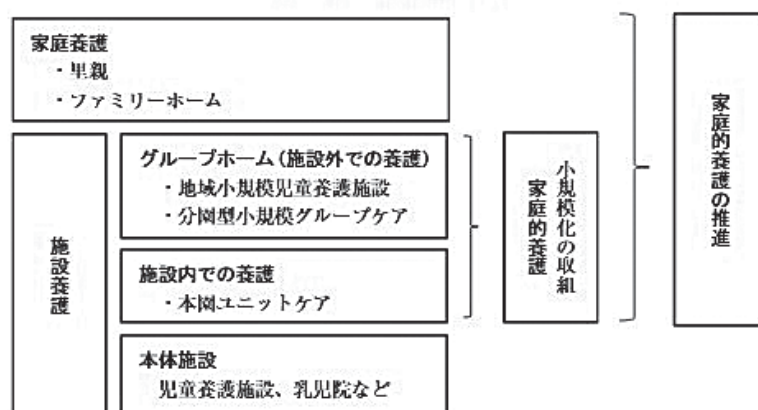 家庭養護
・里親
・ファミリーホーム
施設養護
グループホーム（施設外での養護）
・地域小規模児童養護施設
・分園型小規模グループケア
施設内での養護
・本園ユニットケア
本体施設
児童養護施設、乳児院など
小規模化の取組
家庭的養護
家庭的養護の推進